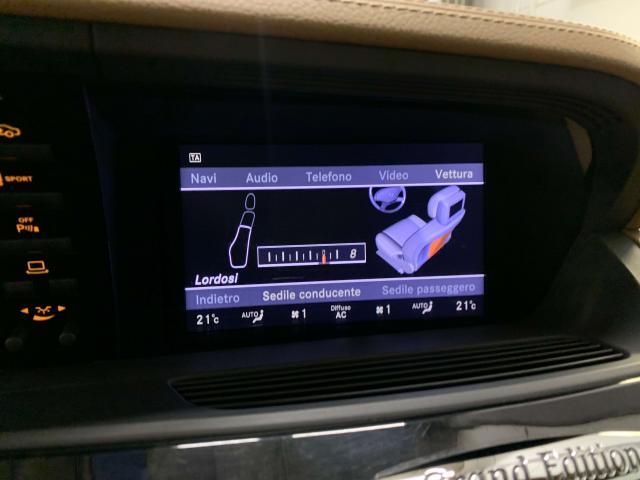 TA
Navi Audio Telefono Video Vettura
SPORT
OFF
P
8
Lordosi
Indietro Sedile conducente Sedile passeggero
21°C AUTO 1 Diffuso AC 1 AUTO 21°C
Grand Edition